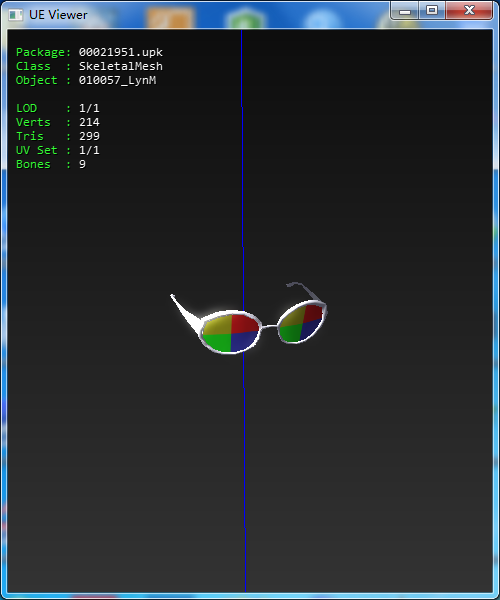 UE Viewer
Package: 00021951.upk
Class : SkeletalMesh
Object : 010057_LynM
LOD : 1/1
Verts : 214
Tris : 299
UV Set : 1/1
Bones : 9